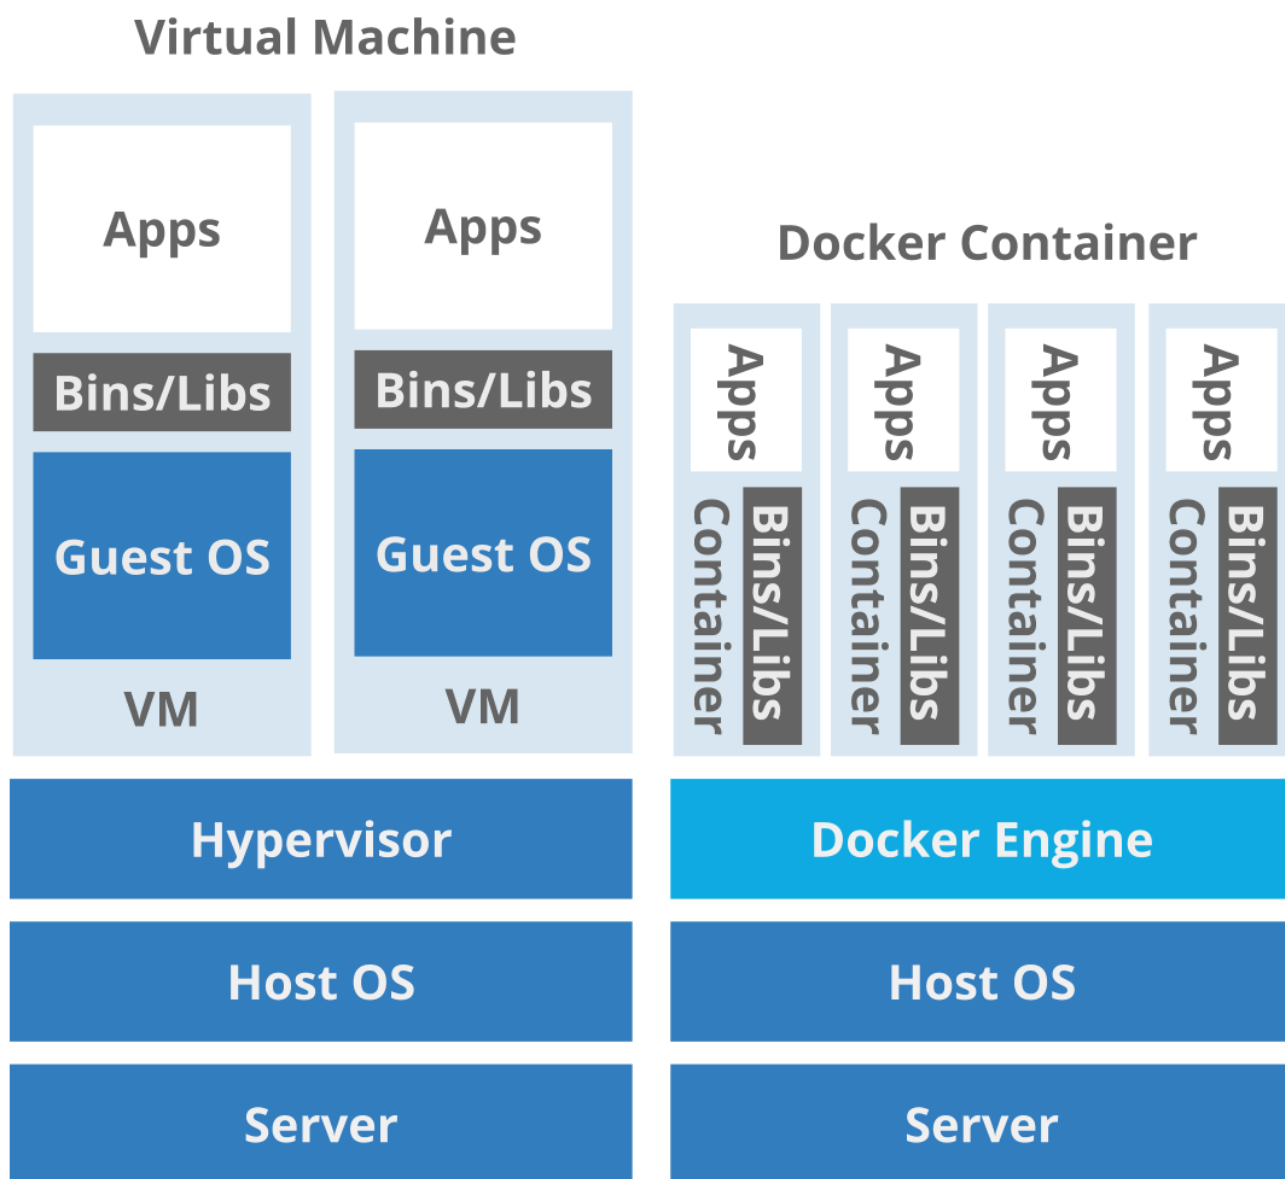 Virtual Machine
Apps
Bins/Libs
Guest OS
VM
Apps
Bins/Libs
Guest OS
VM
Hypervisor
Host OS
Server
Docker Container
Apps
Bins/Libs
Container
Apps
Bins/Libs
Container
Apps
Bins/Libs
Container
Apps
Bins/Libs
Container
Docker Engine
Host OS
Server